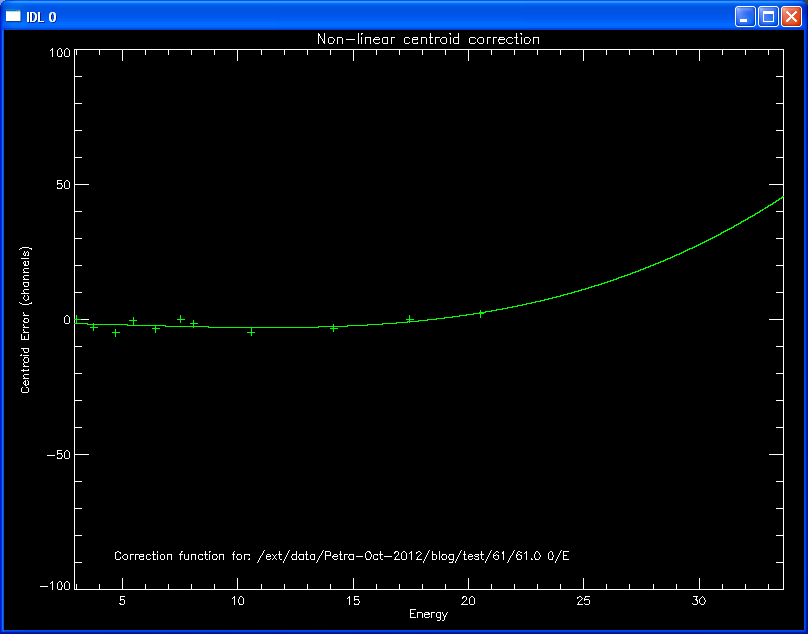 IDL 0
Non-linear centroid correction
100
50
0
-50
-100
Centroid Error (channels)
Correction function for: /ext/data/Petra-Oct-2012/blog/test/61/61.0 0/E
5 10 15 20 25 30
Energy